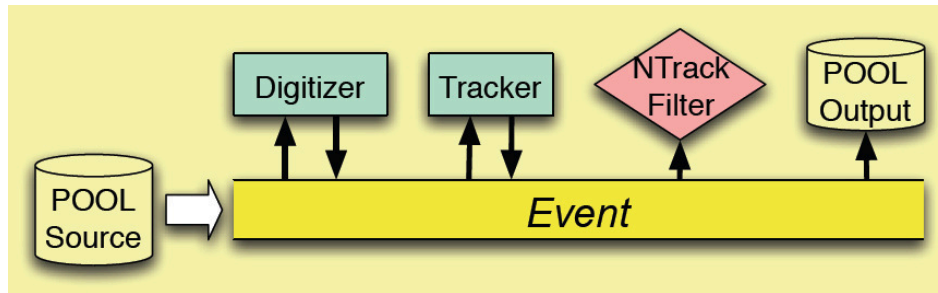 Digitizer
Tracker
NTrack
Filter
POOL
Output
POOL
Source
Event